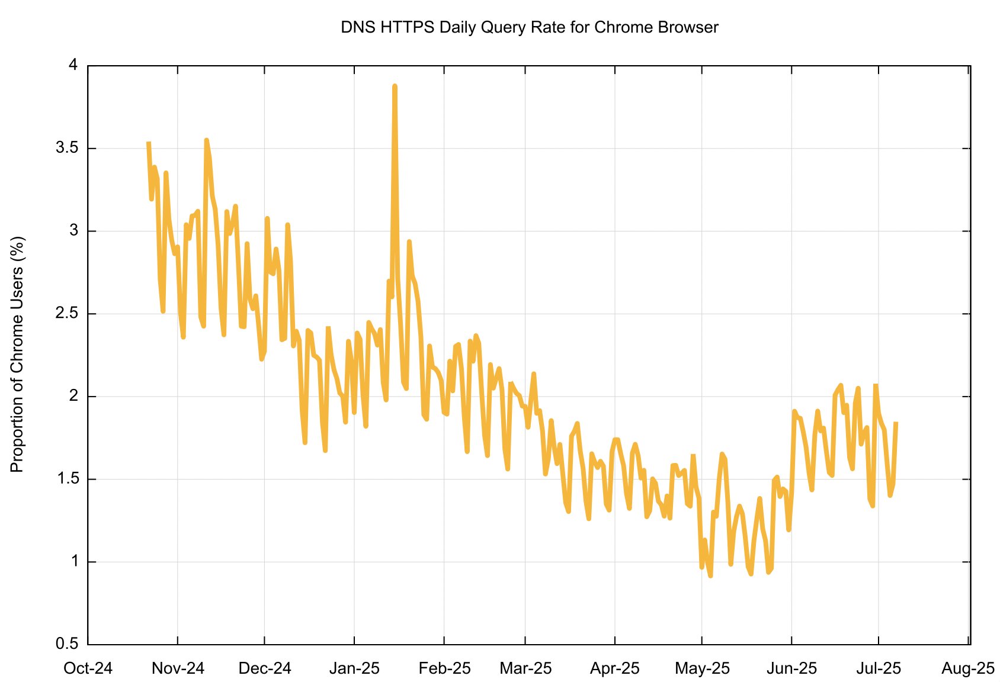 DNS HTTPS Daily Query Rate for Chrome Browser
Proportion of Chrome Users (%)
4
3.5
3
2.5
2
1.5
1
0.5
Oct-24 Nov-24 Dec-24 Jan-25 Feb-25 Mar-25 Apr-25 May-25 Jun-25 Jul-25 Aug-25